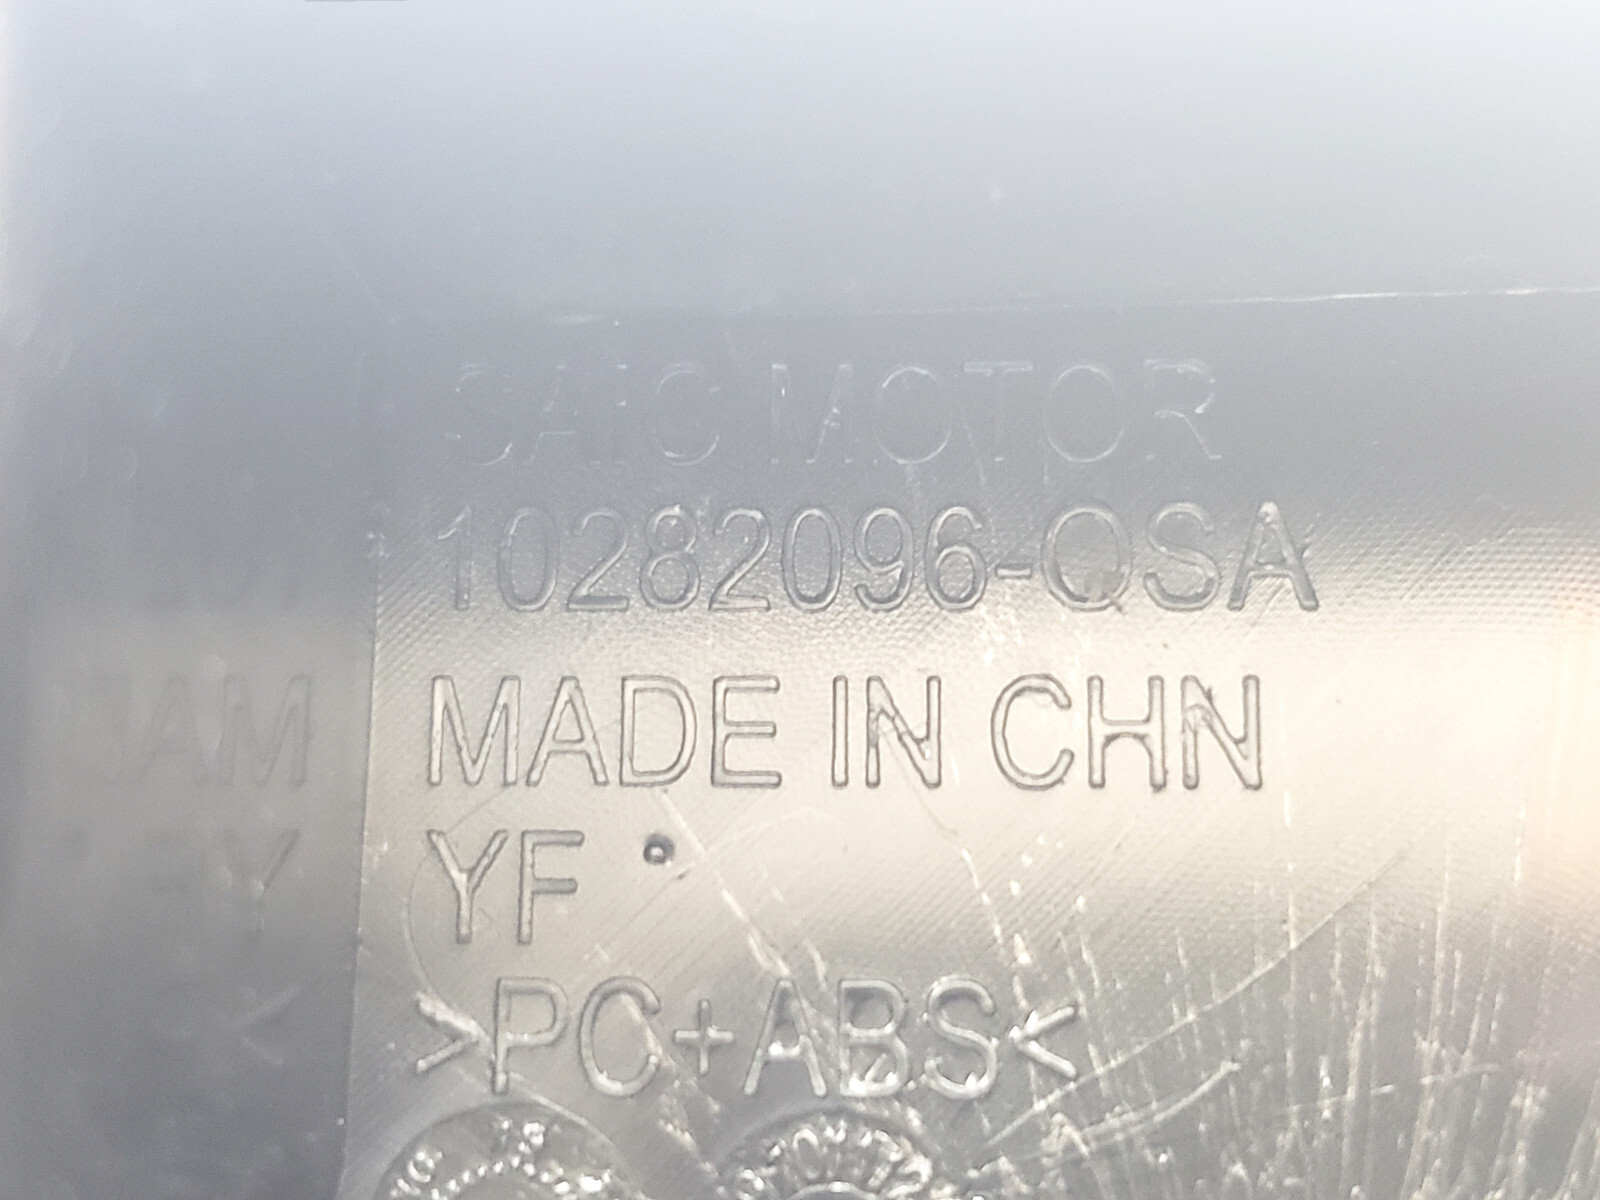 SAIC MOTOR
10282096-QSA
MADE IN CHN
YF
>PC+ABS<